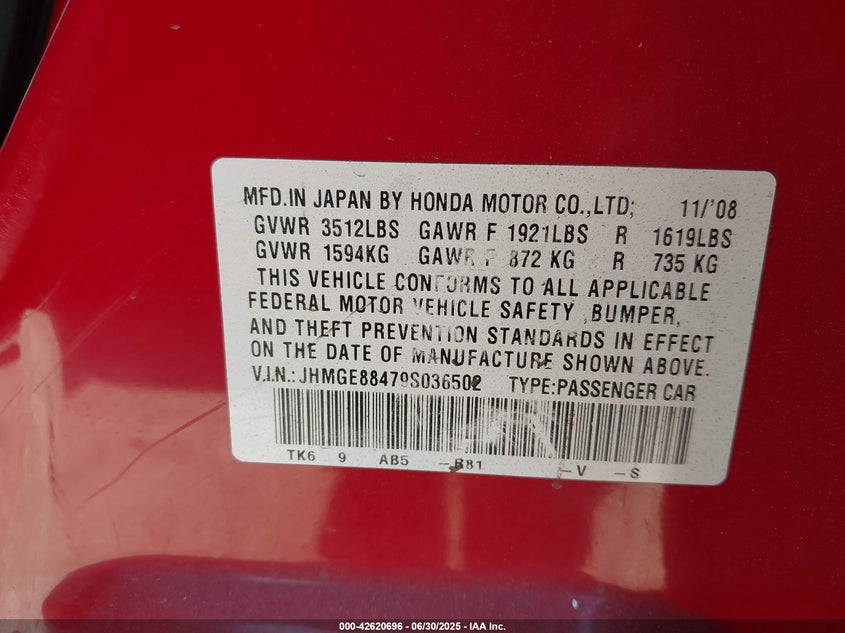 MFD.IN JAPAN BY HONDA MOTOR CO.,LTD; 11/'08
GVWR 3512LBS GAWR F 1921LBS R 1619LBS
GVWR 1594KG GAWR F 872 KG R 735 KG
THIS VEHICLE CONFORMS TO ALL APPLICABLE
FEDERAL MOTOR VEHICLE SAFETY ,BUMPER,
AND THEFT PREVENTION STANDARDS IN EFFECT
ON THE DATE OF MANUFACTURE SHOWN ABOVE.
V.I.N.:JHMGE88479S036502 TYPE:PASSENGER CAR
TK6 9 AB5 -R81 -V -S
000-42620696 - 06/30/2025 - IAA Inc.